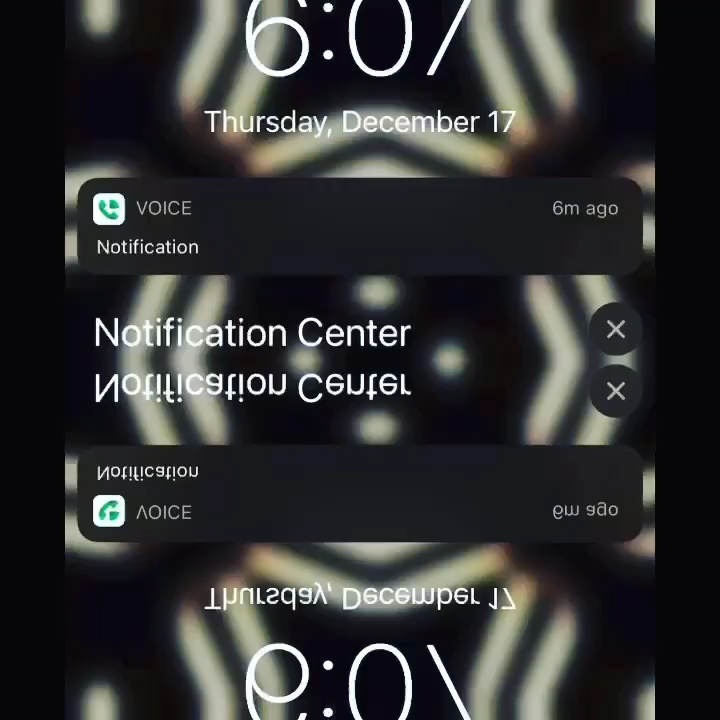 6:07
Thursday, December 17
VOICE
6m ago
Notification
Notification Center
Notification Center
Notification
VOICE
6m ago
Thursday, December 17
6:07